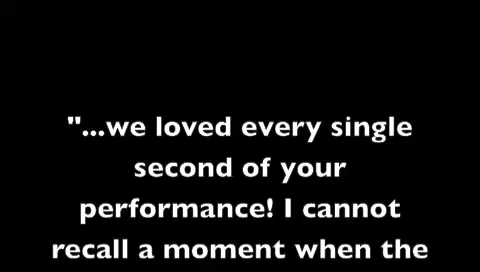 "...we loved every single
second of your
performance! I cannot
recall a moment when the